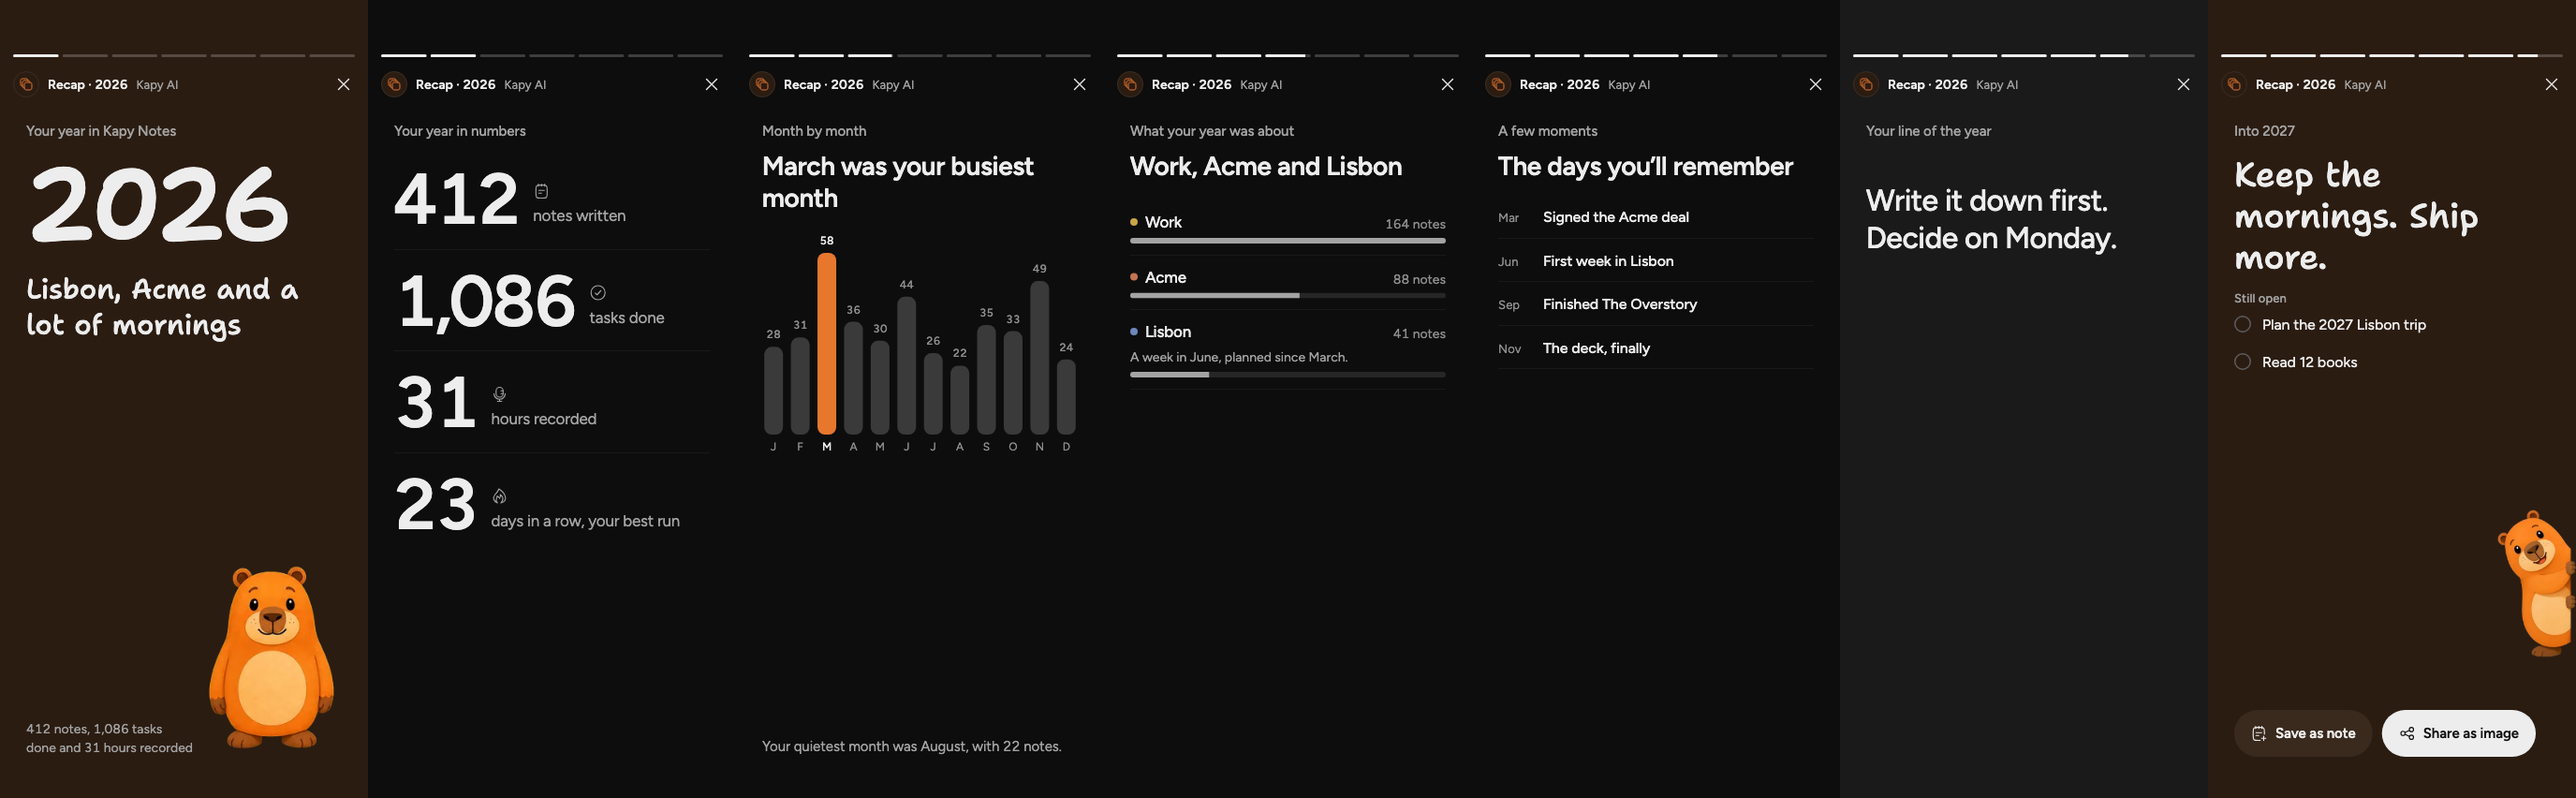 Recap · 2026 Kapy AI
Your year in Kapy Notes
2026
Lisbon, Acme and a
lot of mornings
412 notes, 1,086 tasks
done and 31 hours recorded
Recap · 2026 Kapy AI
Your year in numbers
412
notes written
1,086
tasks done
31
hours recorded
23
days in a row, your best run
Recap · 2026 Kapy AI
Month by month
March was your busiest
month
28 31 58 36 30 44 26 22 35 33 49 24
J F M A M J J A S O N D
Your quietest month was August, with 22 notes.
Recap · 2026 Kapy AI
What your year was about
Work, Acme and Lisbon
Work 164 notes
Acme 88 notes
Lisbon 41 notes
A week in June, planned since March.
Recap · 2026 Kapy AI
A few moments
The days you’ll remember
Mar Signed the Acme deal
Jun First week in Lisbon
Sep Finished The Overstory
Nov The deck, finally
Recap · 2026 Kapy AI
Your line of the year
Write it down first.
Decide on Monday.
Recap · 2026 Kapy AI
Into 2027
Keep the
mornings. Ship
more.
Still open
Plan the 2027 Lisbon trip
Read 12 books
Save as note
Share as image